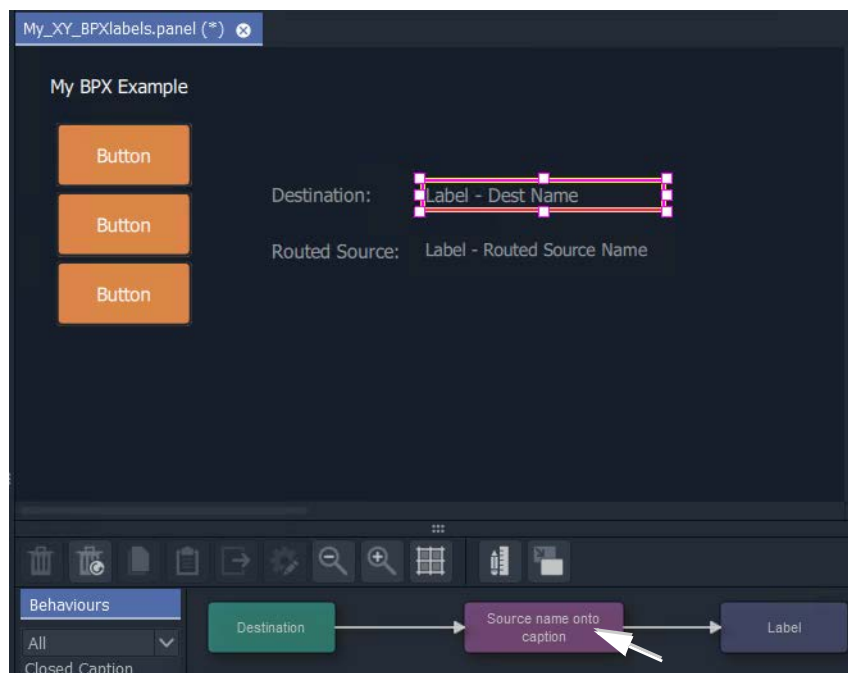 My_XY_BPXlabels.panel (*)
My BPX Example
Button
Button
Button
Destination:
Label - Dest Name
Routed Source:
Label - Routed Source Name
Behaviours
All
Closed Caption
Destination
Source name onto
caption
Label